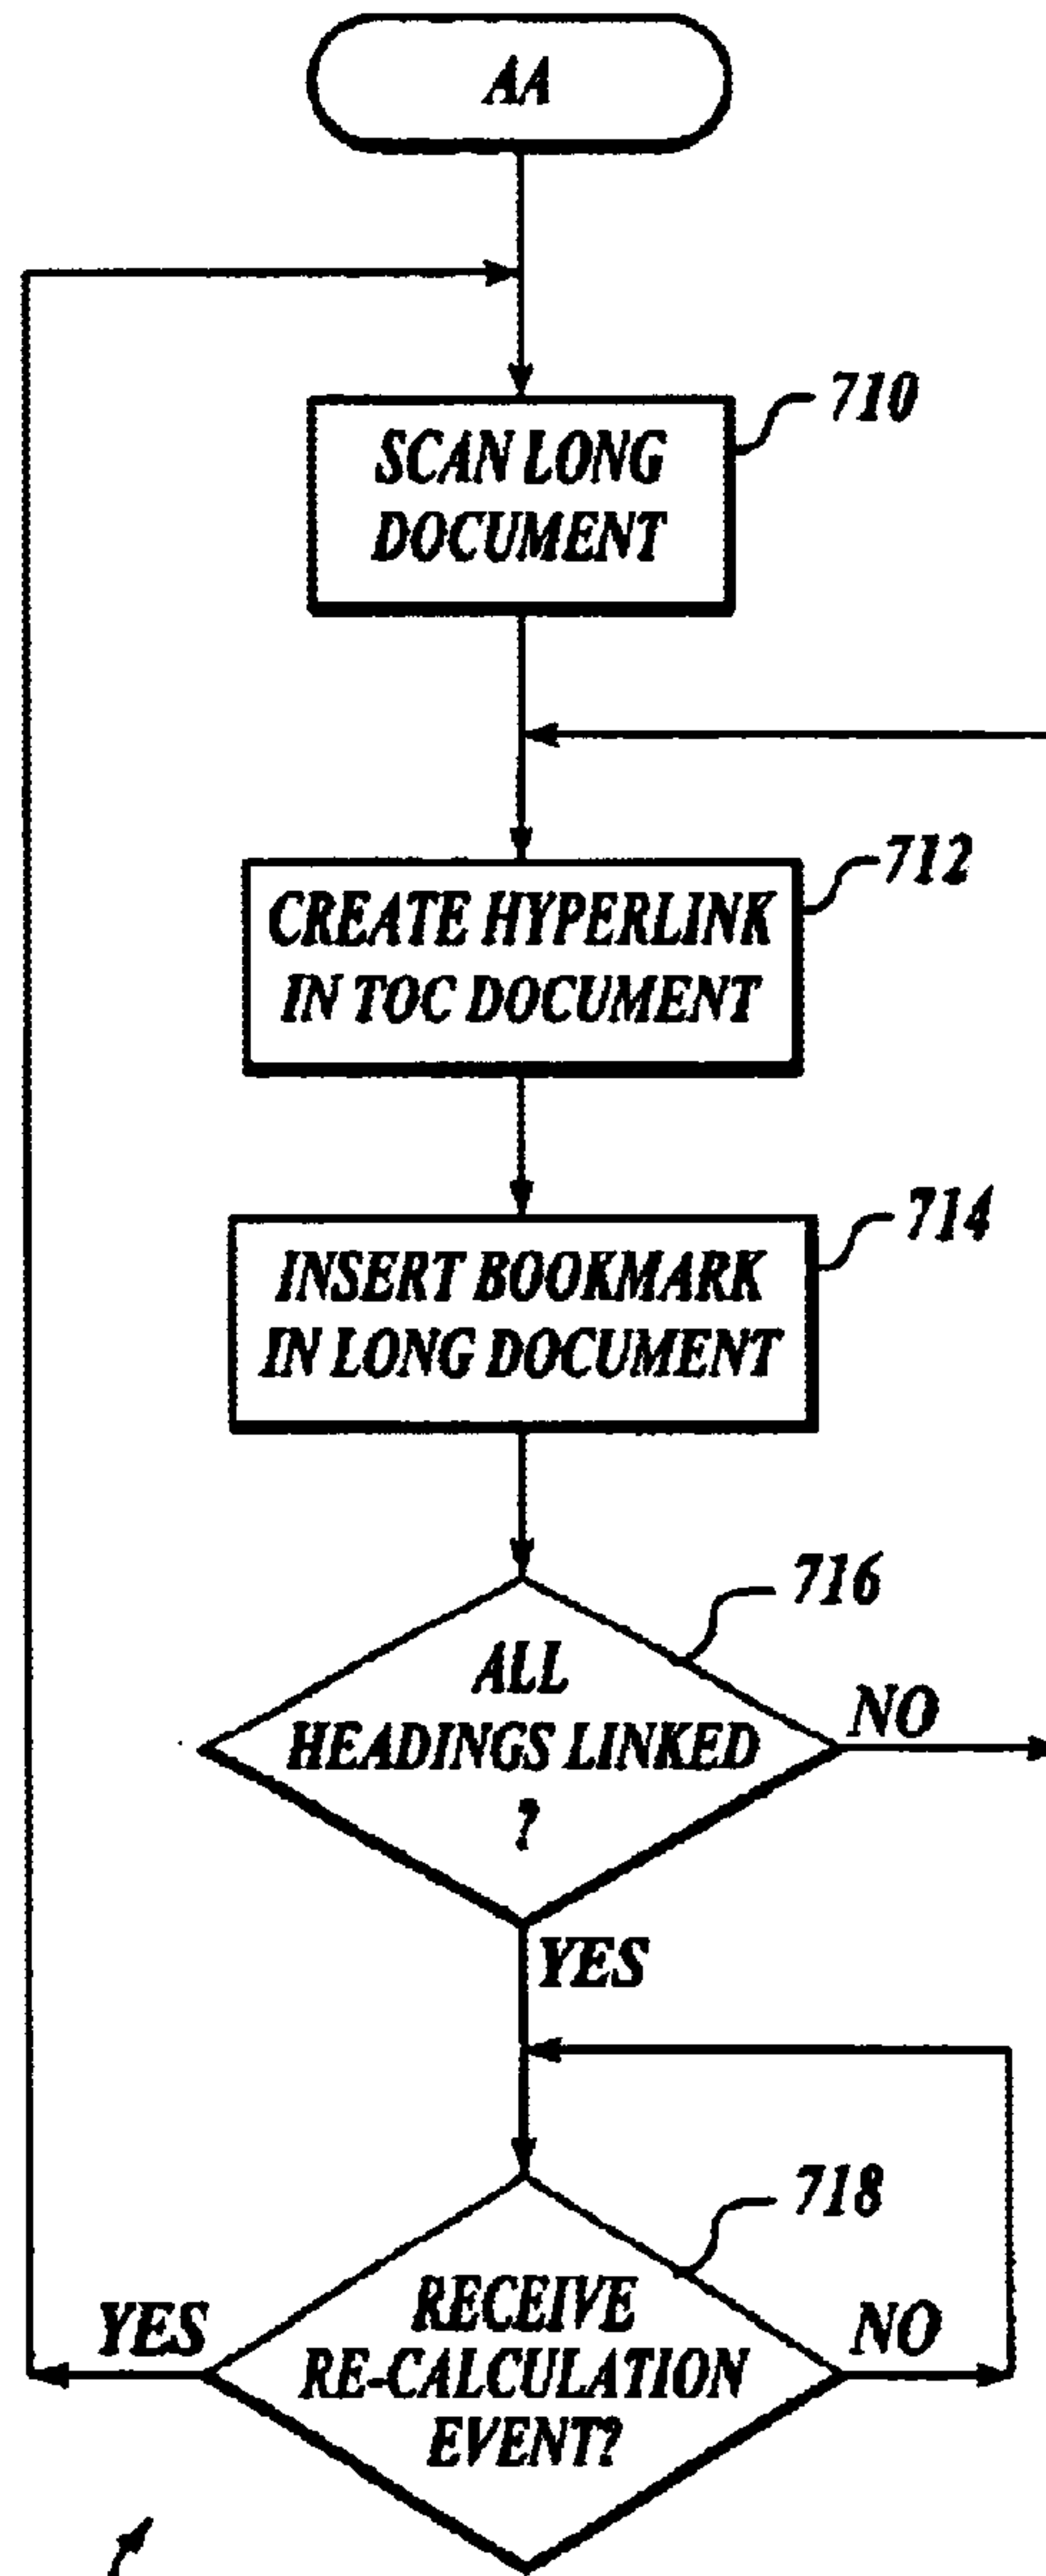 AA
710
SCAN LONG
DOCUMENT
712
CREATE HYPERLINK
IN TOC DOCUMENT
714
INSERT BOOKMARK
IN LONG DOCUMENT
716
ALL
HEADINGS LINKED
?
NO
YES
718
RECEIVE
RE-CALCULATION
EVENT?
YES
NO